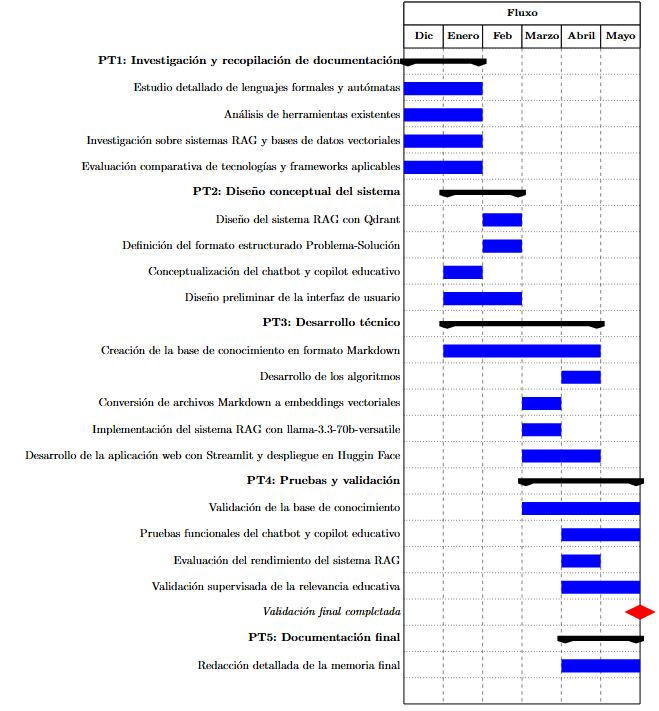 Fluxo
Dic Enero Feb Marzo Abril Mayo
PT1: Investigación y recopilación de documentación
Estudio detallado de lenguajes formales y autómatas
Análisis de herramientas existentes
Investigación sobre sistemas RAG y bases de datos vectoriales
Evaluación comparativa de tecnologías y frameworks aplicables
PT2: Diseño conceptual del sistema
Diseño del sistema RAG con Qdrant
Definición del formato estructurado Problema-Solución
Conceptualización del chatbot y copilot educativo
Diseño preliminar de la interfaz de usuario
PT3: Desarrollo técnico
Creación de la base de conocimiento en formato Markdown
Desarrollo de los algoritmos
Conversión de archivos Markdown a embeddings vectoriales
Implementación del sistema RAG con llama-3.3-70b-versatile
Desarrollo de la aplicación web con Streamlit y despliegue en Huggin Face
PT4: Pruebas y validación
Validación de la base de conocimiento
Pruebas funcionales del chatbot y copilot educativo
Evaluación del rendimiento del sistema RAG
Validación supervisada de la relevancia educativa
Validación final completada
PT5: Documentación final
Redacción detallada de la memoria final